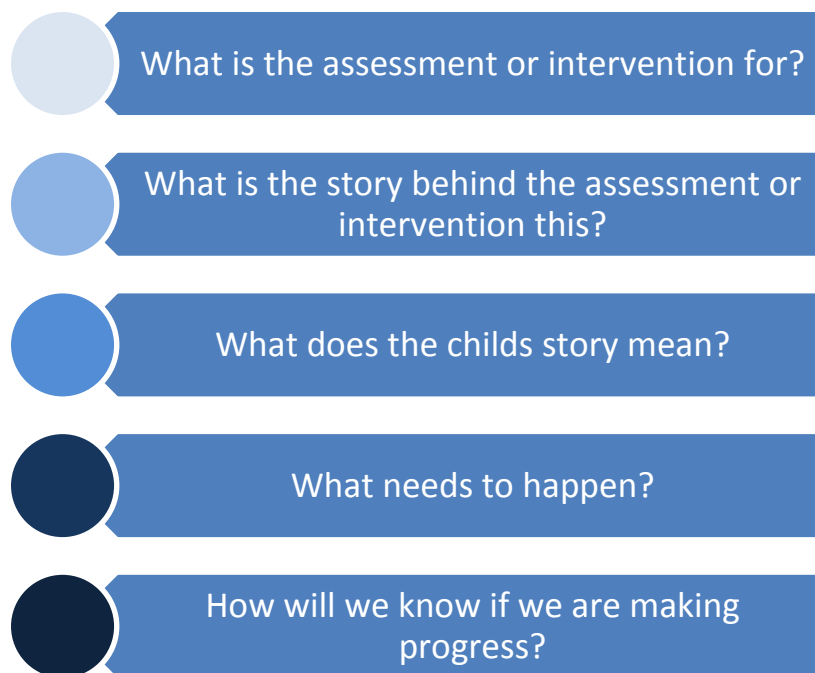 What is the assessment or intervention for?
What is the story behind the assessment or
intervention this?
What does the childs story mean?
What needs to happen?
How will we know if we are making
progress?